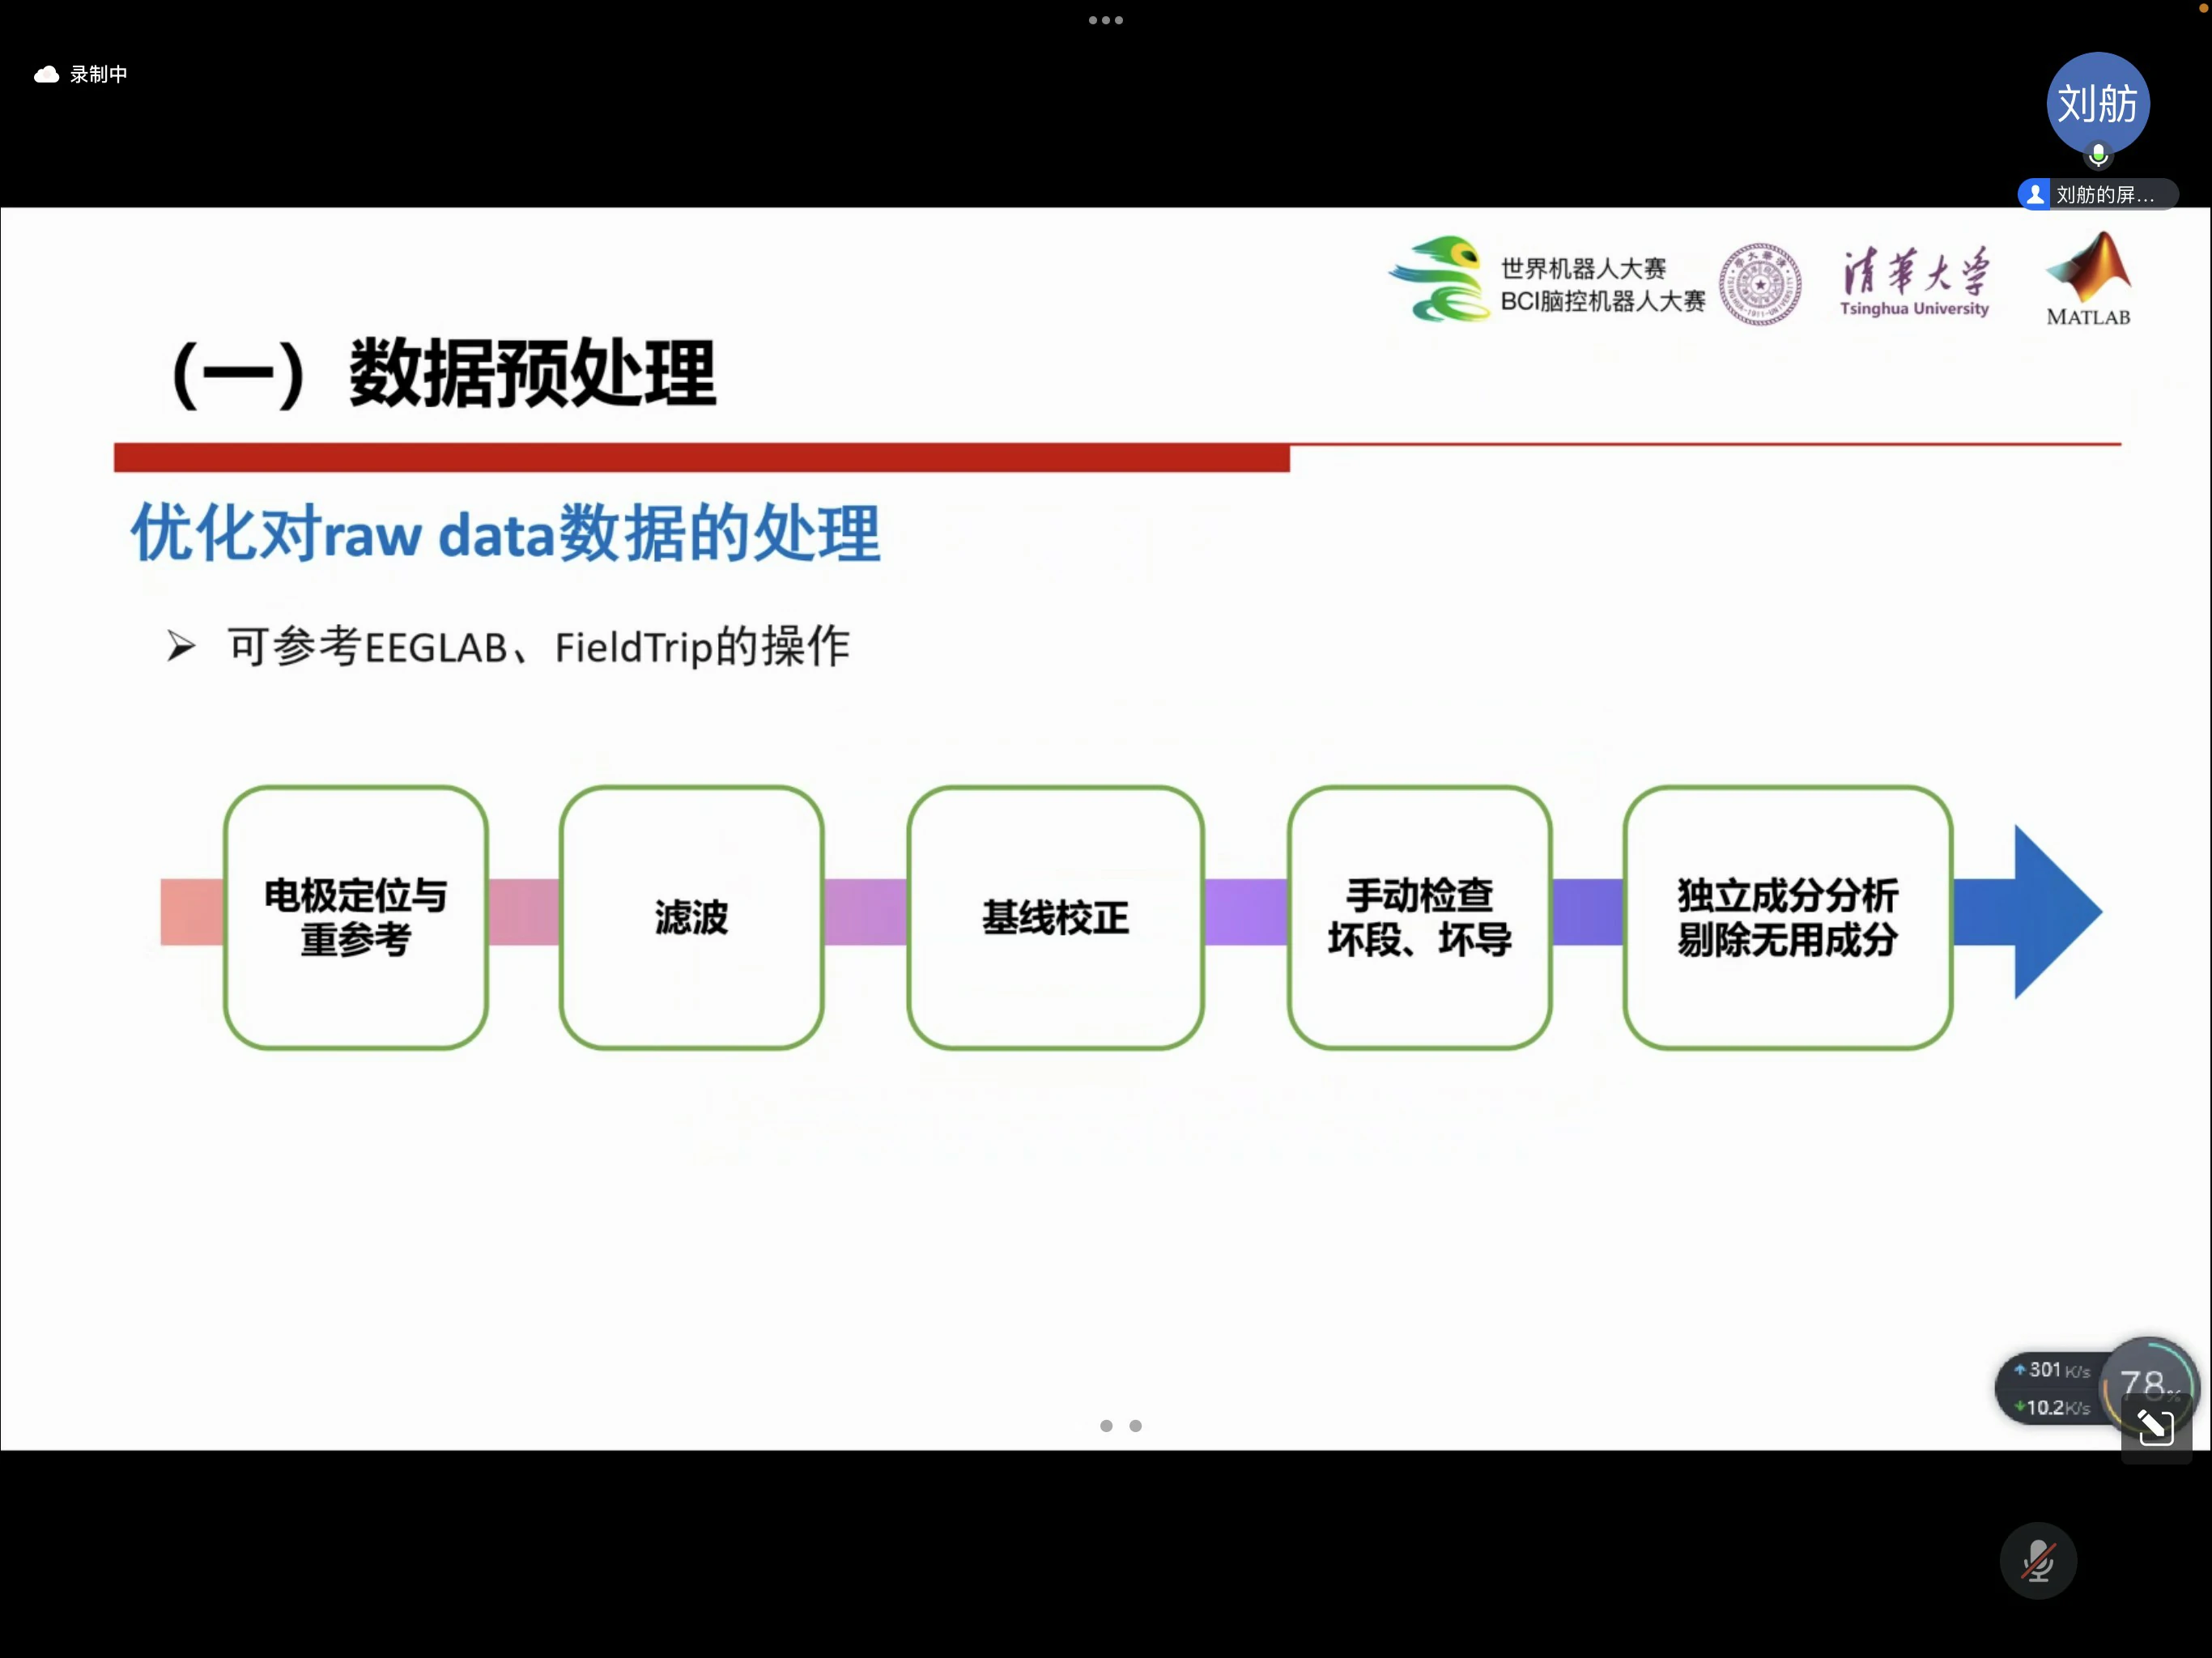 录制中
刘舫
刘舫的屏...
世界机器人大赛
BCI脑控机器人大赛
清华大学
Tsinghua University
MATLAB
（一）数据预处理
优化对raw data数据的处理
➢ 可参考EEGLAB、FieldTrip的操作
电极定位与
重参考
滤波
基线校正
手动检查
坏段、坏导
独立成分分析
剔除无用成分
301 K/s
10.2K/s
78%